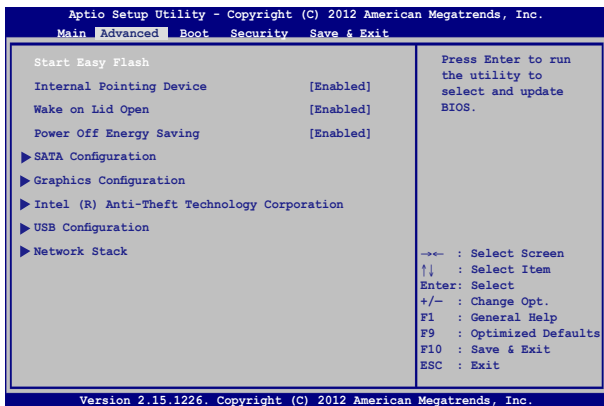 Aptio Setup Utility - Copyright (C) 2012 American Megatrends, Inc.
Main Advanced Boot Security Save & Exit
Start Easy Flash
Internal Pointing Device [Enabled]
Wake on Lid Open [Enabled]
Power Off Energy Saving [Enabled]
SATA Configuration
Graphics Configuration
Intel (R) Anti-Theft Technology Corporation
USB Configuration
Network Stack
Press Enter to run
the utility to
select and update
BIOS.
→← : Select Screen
↑↓ : Select Item
Enter: Select
+/— : Change Opt.
F1 : General Help
F9 : Optimized Defaults
F10 : Save & Exit
ESC : Exit
Version 2.15.1226. Copyright (C) 2012 American Megatrends, Inc.